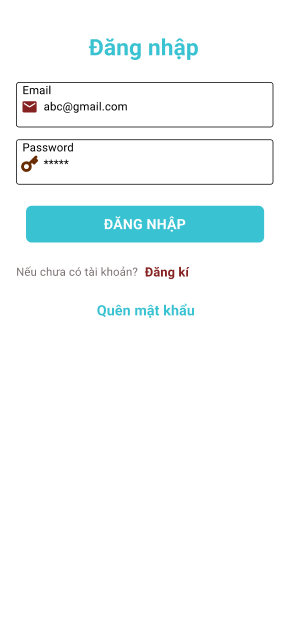 Đăng nhập
Email
abc@gmail.com
Password
*****
ĐĂNG NHẬP
Nếu chưa có tài khoản? Đăng kí
Quên mật khẩu